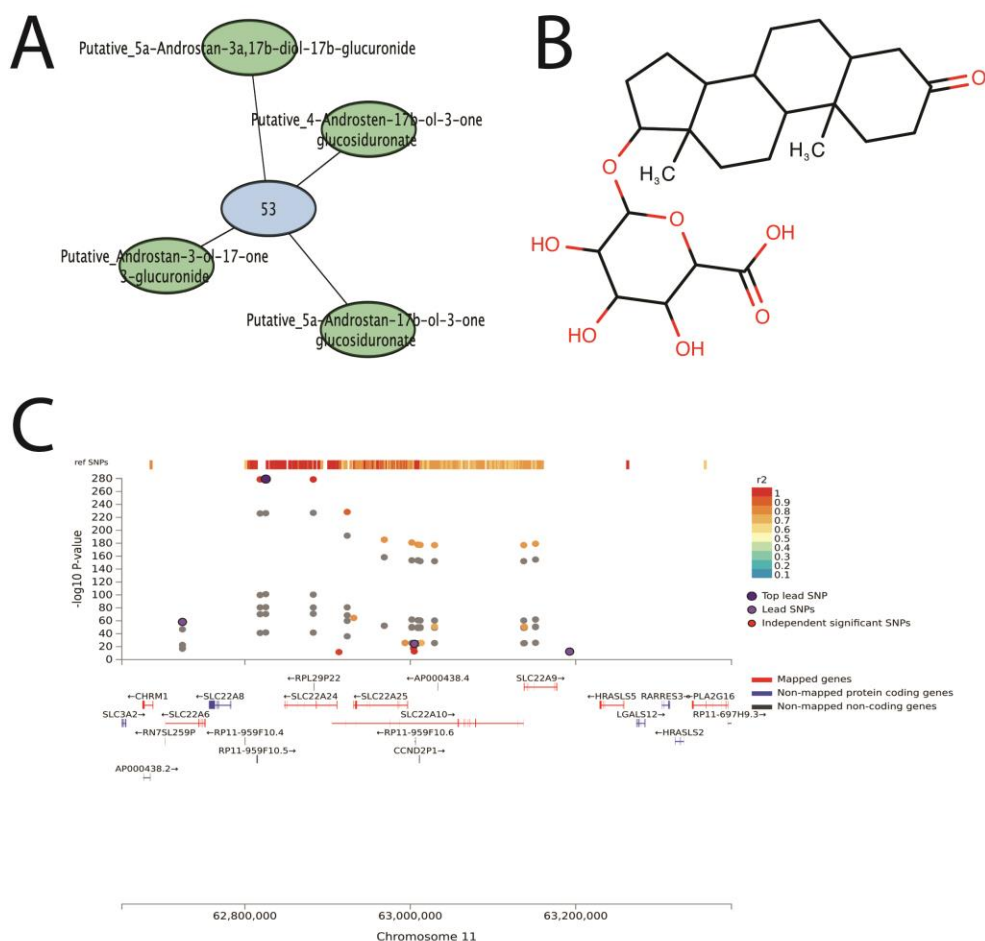 A
Putative_5a-Androstan-3a,17b-diol-17b-glucuronide
Putative_4-Androsten-17b-ol-3-one
glucosiduronate
53
Putative_Androstan-3-ol-17-one
3-glucuronide
Putative_5a-Androstan-17b-ol-3-one
glucosiduronate
B
O
H₃C
H₃C
O
O
OH
HO
O
HO
OH
C
ref SNPs
280
260
240
220
200
180
160
140
120
100
80
60
40
20
0
-log10 P-value
r2
1
0.9
0.8
0.7
0.6
0.5
0.4
0.3
0.2
0.1
Top lead SNP
Lead SNPs
Independent significant SNPs
Mapped genes
Non-mapped protein coding genes
Non-mapped non-coding genes
←RPL29P22
←AP000438.4
SLC22A9→
←CHRM1
←SLC22A8
←SLC22A24
←SLC22A25
←HRASLS5
RARRES3→
←PLA2G16
SLC3A2→
←SLC22A6
SLC22A10→
LGALS12→
RP11-697H9.3→
←RN7SL259P
←RP11-959F10.4
←RP11-959F10.6
←HRASLS2
RP11-959F10.5→
CCND2P1→
AP000438.2→
62,800,000
63,000,000
63,200,000
Chromosome 11